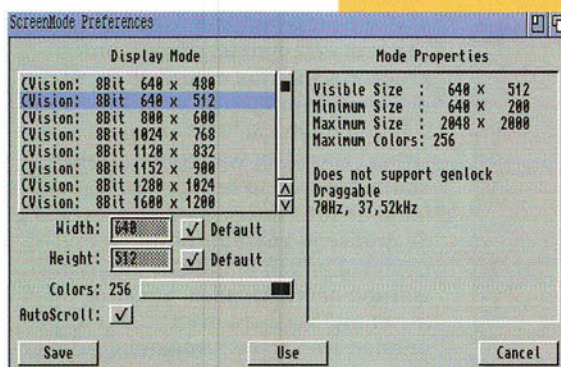 ScreenMode Preferences
Display Mode
CVision: 8Bit 640 x 480
CVision: 8Bit 640 x 512
CVision: 8Bit 800 x 600
CVision: 8Bit 1024 x 768
CVision: 8Bit 1120 x 832
CVision: 8Bit 1152 x 900
CVision: 8Bit 1280 x 1024
CVision: 8Bit 1600 x 1200
Width: 640 Default
Height: 512 Default
Colors: 256
AutoScroll:
Mode Properties
Visible Size : 640 x 512
Minimum Size : 640 x 200
Maximum Size : 2048 x 2000
Maximum Colors: 256
Does not support genlock
Draggable
70Hz, 37,52kHz
Save
Use
Cancel